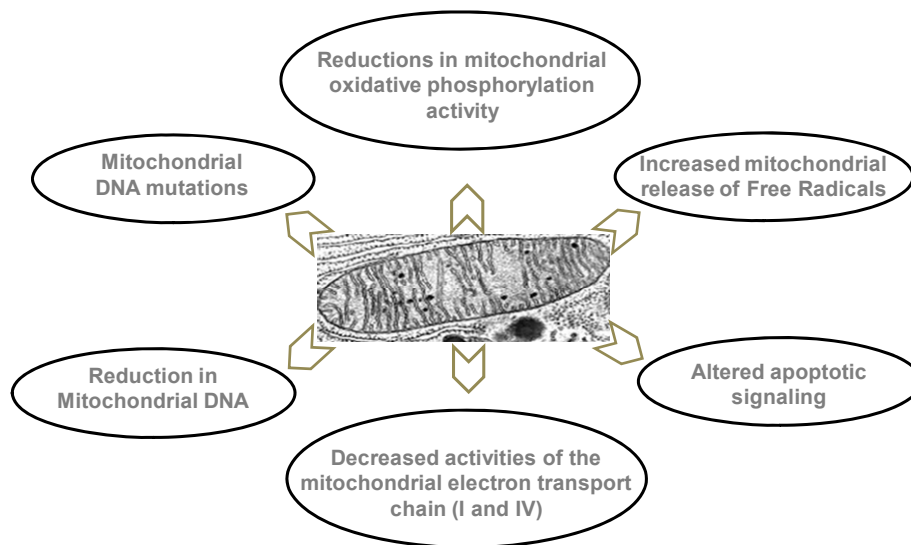 Reductions in mitochondrial
oxidative phosphorylation
activity
Mitochondrial
DNA mutations
Increased mitochondrial
release of Free Radicals
Reduction in
Mitochondrial DNA
Altered apoptotic
signaling
Decreased activities of the
mitochondrial electron transport
chain (I and IV)